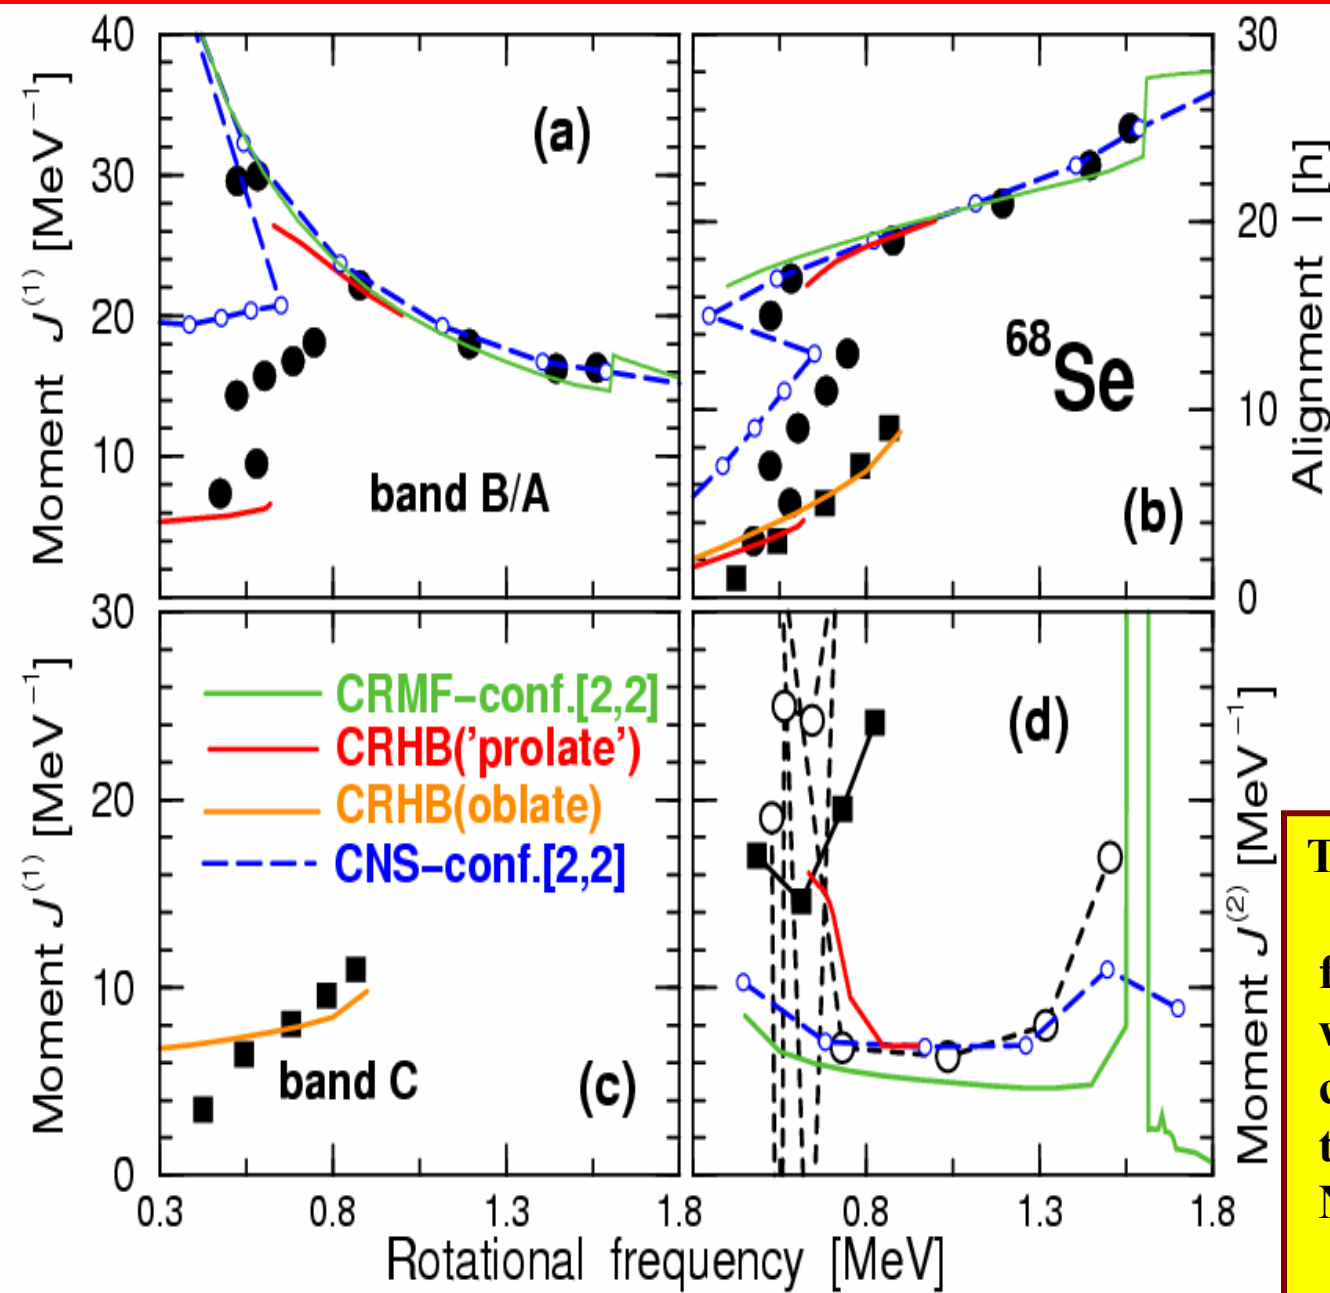 40
30
20
10
Moment J(1) [MeV−1]
(a)
band B/A
30
20
10
0
Alignment I [h]
68Se
(b)
30
20
10
0
Moment J(1) [MeV−1]
CRMF−conf.[2,2]
CRHB('prolate')
CRHB(oblate)
CNS−conf.[2,2]
band C
(c)
(d)
Moment J(2) [MeV−1]
0.3 0.8 1.3 1.8 0.8 1.3 1.8
Rotational frequency [MeV]
T
f
v
c
t
N